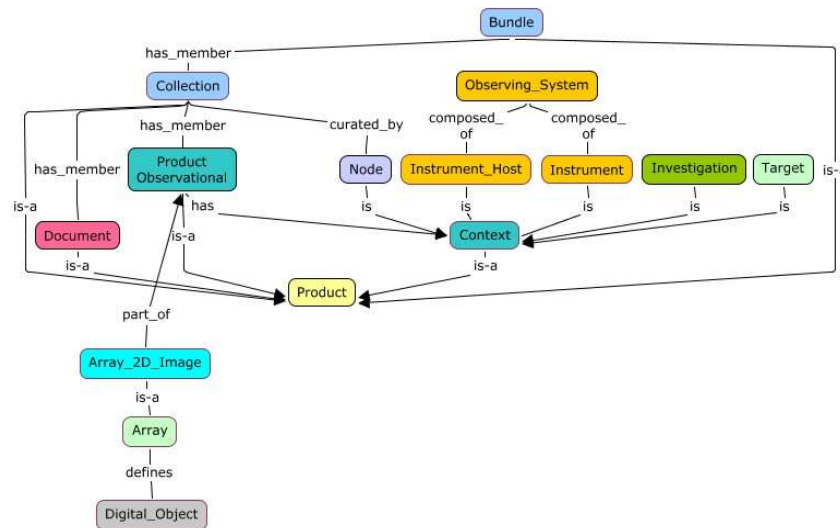 Bundle
has_member
Collection
Observing_System
has_member
curated_by
composed_
of
composed_
of
has_member
Product
Observational
Node
Instrument_Host
Instrument
Investigation
Target
is-a
is-a
has
is
is
is
is
is
Document
is-a
Context
is-a
is-a
Product
part_of
Array_2D_Image
is-a
Array
defines
Digital_Object